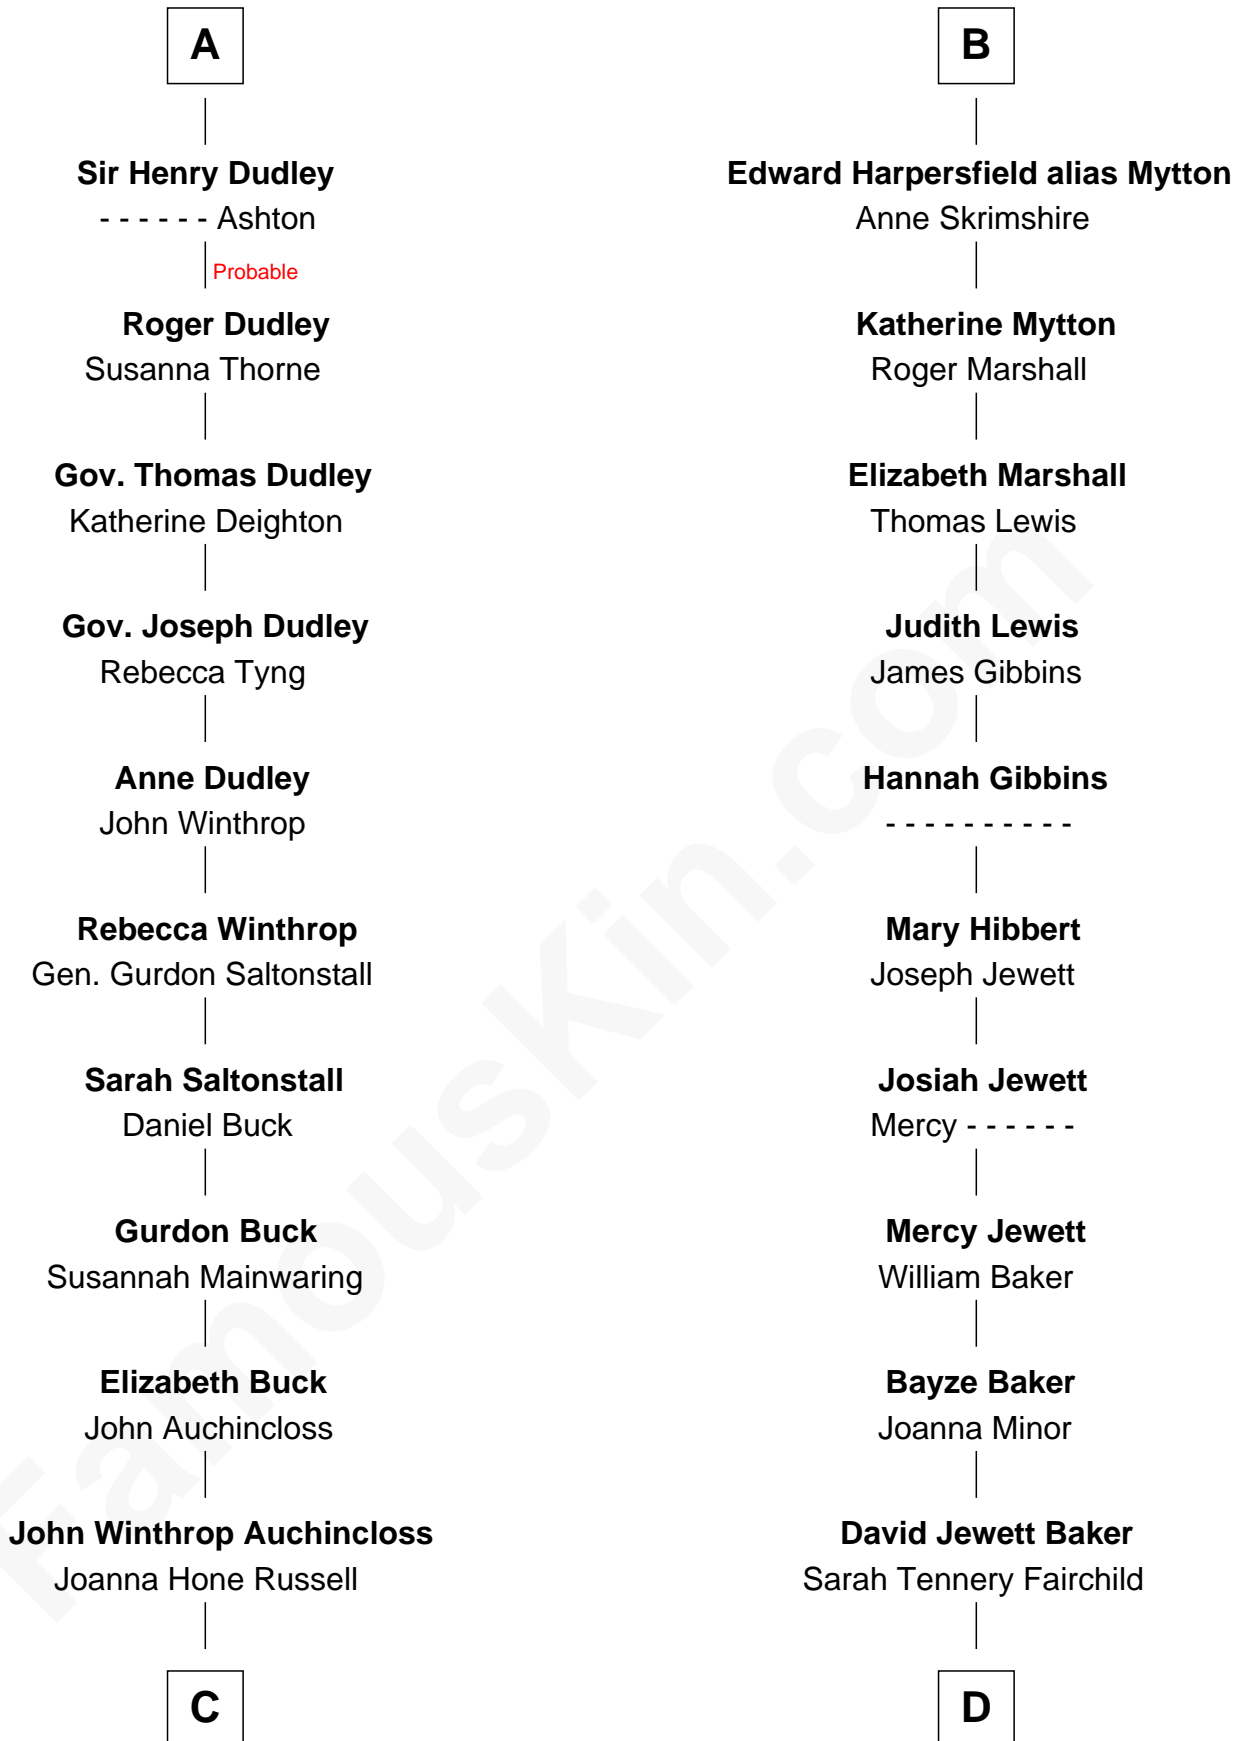 A
Sir Henry Dudley
- - - - - - Ashton
Probable
Roger Dudley
Susanna Thorne
Gov. Thomas Dudley
Katherine Deighton
Gov. Joseph Dudley
Rebecca Tyng
Anne Dudley
John Winthrop
Rebecca Winthrop
Gen. Gurdon Saltonstall
Sarah Saltonstall
Daniel Buck
Gurdon Buck
Susannah Mainwaring
Elizabeth Buck
John Auchincloss
John Winthrop Auchincloss
Joanna Hone Russell
C
B
Edward Harpersfield alias Mytton
Anne Skrimshire
Katherine Mytton
Roger Marshall
Elizabeth Marshall
Thomas Lewis
Judith Lewis
James Gibbins
Hannah Gibbins
- - - - - - - - - -
Mary Hibbert
Joseph Jewett
Josiah Jewett
Mercy - - - - - -
Mercy Jewett
William Baker
Bayze Baker
Joanna Minor
David Jewett Baker
Sarah Tennery Fairchild
D
FamousKin.com